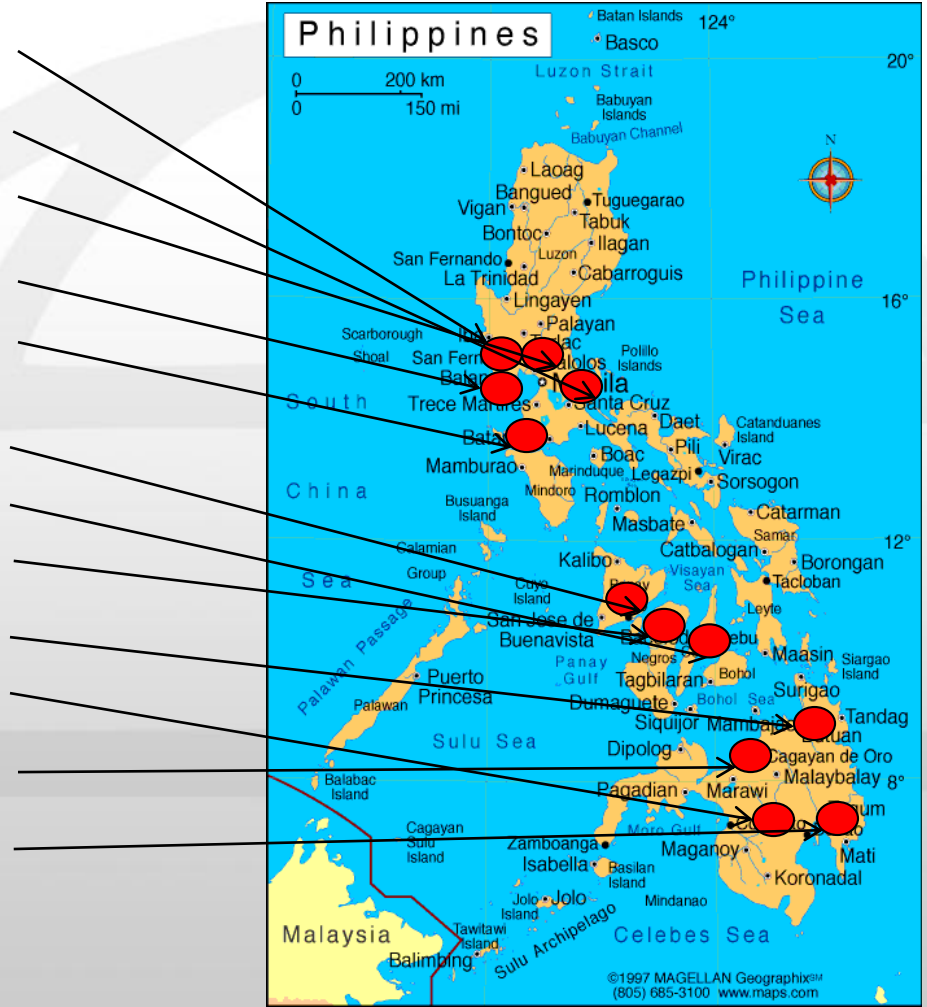 Philippines
Batan Islands
124°
Basco
20°
Luzon Strait
0 200 km
0 150 mi
Babuyan
Islands
Babuyan Channel
N
Laoag
Bangued
Vigan
Tuguegarao
Tabuk
Bontoc
Ilagan
San Fernando
Luzon
La Trinidad
Cabarroguis
Philippine
Sea
Lingayen
16°
Palayan
Scarborough
Shoal
Polillo
Islands
South
Trece Martires
Santa Cruz
Daet
Catanduanes
Island
Lucena
Pili
Virac
Boac
Mamburao
Marinduque
Legazpi
Sorsogon
China
Mindoro
Romblon
Busuanga
Island
Masbate
Catarman
Samar
Calamian
Group
Kalibo
Catbalogan
12°
Visayan
Sea
Borongan
Sea
Cuyo
Island
Tacloban
Leyte
San Jose de
Buenavista
Palawan Passage
Panay
Gulf
Negros
Maasin
Siargao
Island
Bohol
Puerto
Princesa
Tagbilaran
Surigao
Palawan
Dumaguete
Bohol Sea
Siquijor
Tandag
Sulu Sea
Dipolog
Cagayan de Oro
Balabac
Island
Pagadian
Marawi
Malaybalay
8°
Cagayan
Sulu
Island
Moro Gulf
Zamboanga
Maganoy
Mati
Isabella
Basilan
Island
Koronadal
Jolo
Island
Jolo
Mindanao
Malaysia
Tawitawi
Island
Sulu Archipelago
Celebes Sea
Balimbing
©1997 MAGELLAN Geographix℠
(805) 685-3100 www.maps.com